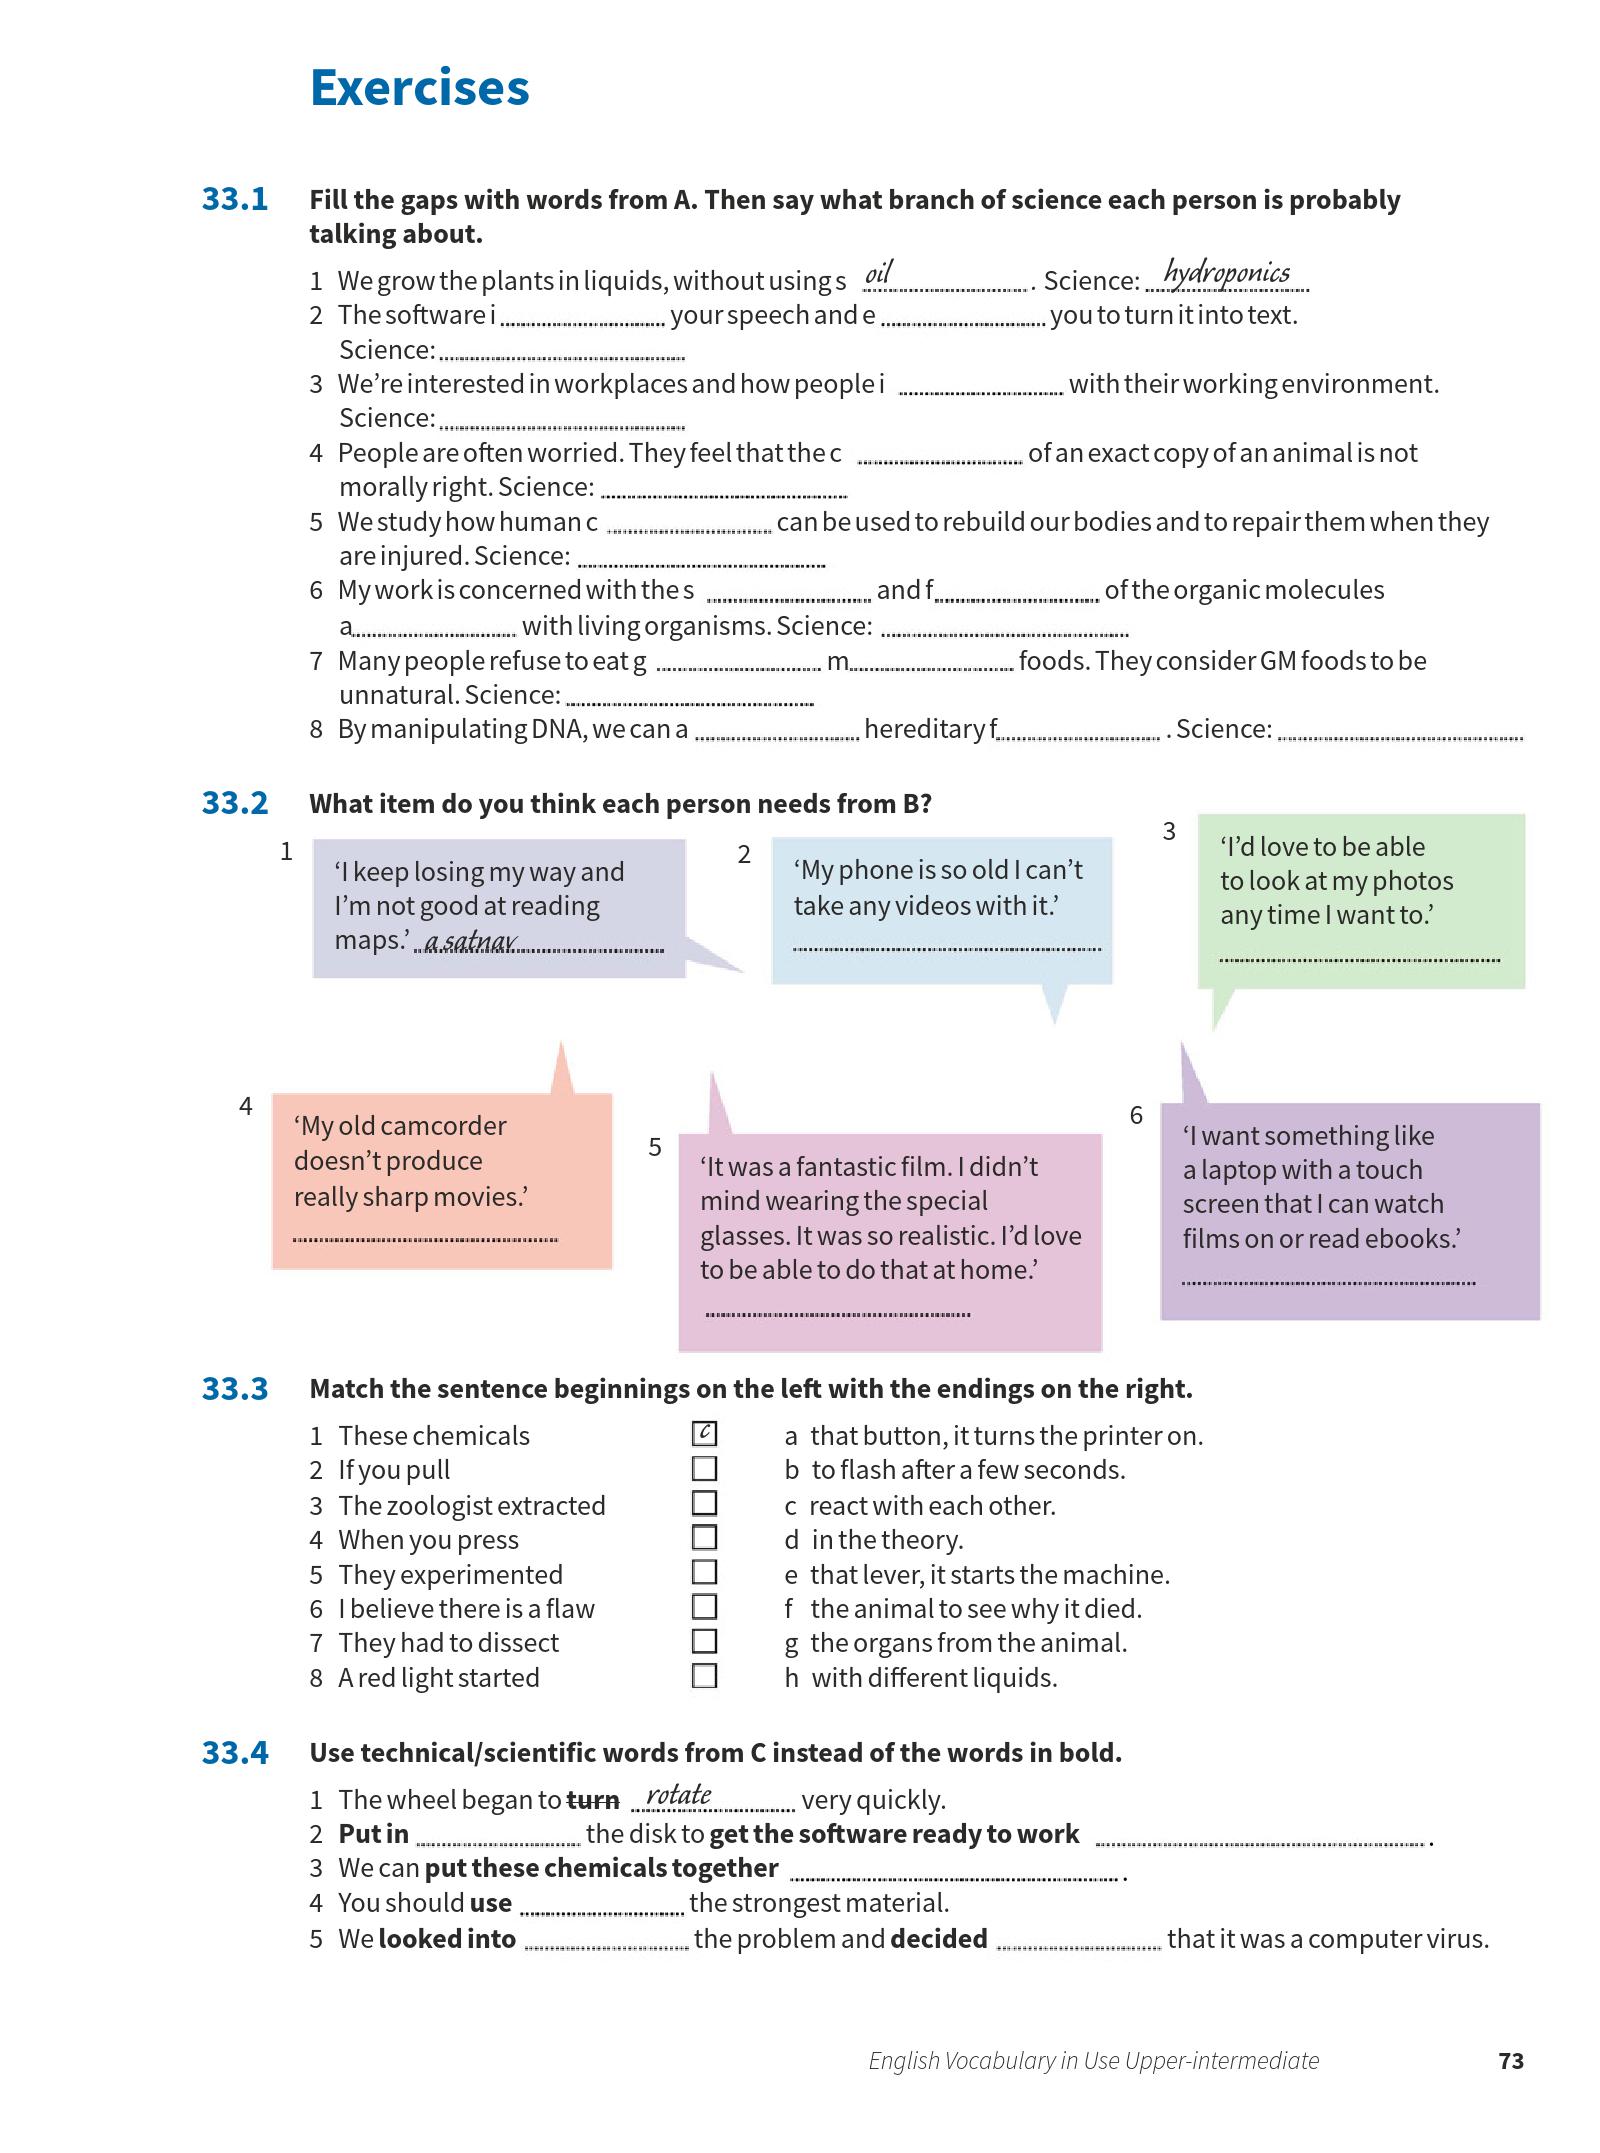 Exercises
33.1 Fill the gaps with words from A. Then say what branch of science each person is probably
talking about.
1 We grow the plants in liquids, without using s oil . Science: hydroponics
2 The software i your speech and e you to turn it into text.
Science:
3 We're interested in workplaces and how people i with their working environment.
Science:
4 People are often worried. They feel that the c of an exact copy of an animal is not
morally right. Science:
5 We study how human c can be used to rebuild our bodies and to repair them when they
are injured. Science:
6 My work is concerned with the s and f of the organic molecules
a with living organisms. Science:
7 Many people refuse to eat g m foods. They consider GM foods to be
unnatural. Science:
8 By manipulating DNA, we can a hereditary f . Science:
33.2 What item do you think each person needs from B?
1
‘I keep losing my way and
I'm not good at reading
maps.’ a satnav
2
‘My phone is so old I can't
take any videos with it.’
3
‘I'd love to be able
to look at my photos
any time I want to.’
4
‘My old camcorder
doesn't produce
really sharp movies.’
5
‘It was a fantastic film. I didn't
mind wearing the special
glasses. It was so realistic. I'd love
to be able to do that at home.’
6
‘I want something like
a laptop with a touch
screen that I can watch
films on or read ebooks.’
33.3 Match the sentence beginnings on the left with the endings on the right.
1 These chemicals c a that button, it turns the printer on.
2 If you pull b to flash after a few seconds.
3 The zoologist extracted c react with each other.
4 When you press d in the theory.
5 They experimented e that lever, it starts the machine.
6 I believe there is a flaw f the animal to see why it died.
7 They had to dissect g the organs from the animal.
8 A red light started h with different liquids.
33.4 Use technical/scientific words from C instead of the words in bold.
1 The wheel began to turn rotate very quickly.
2 Put in the disk to get the software ready to work .
3 We can put these chemicals together .
4 You should use the strongest material.
5 We looked into the problem and decided that it was a computer virus.
English Vocabulary in Use Upper-intermediate 73